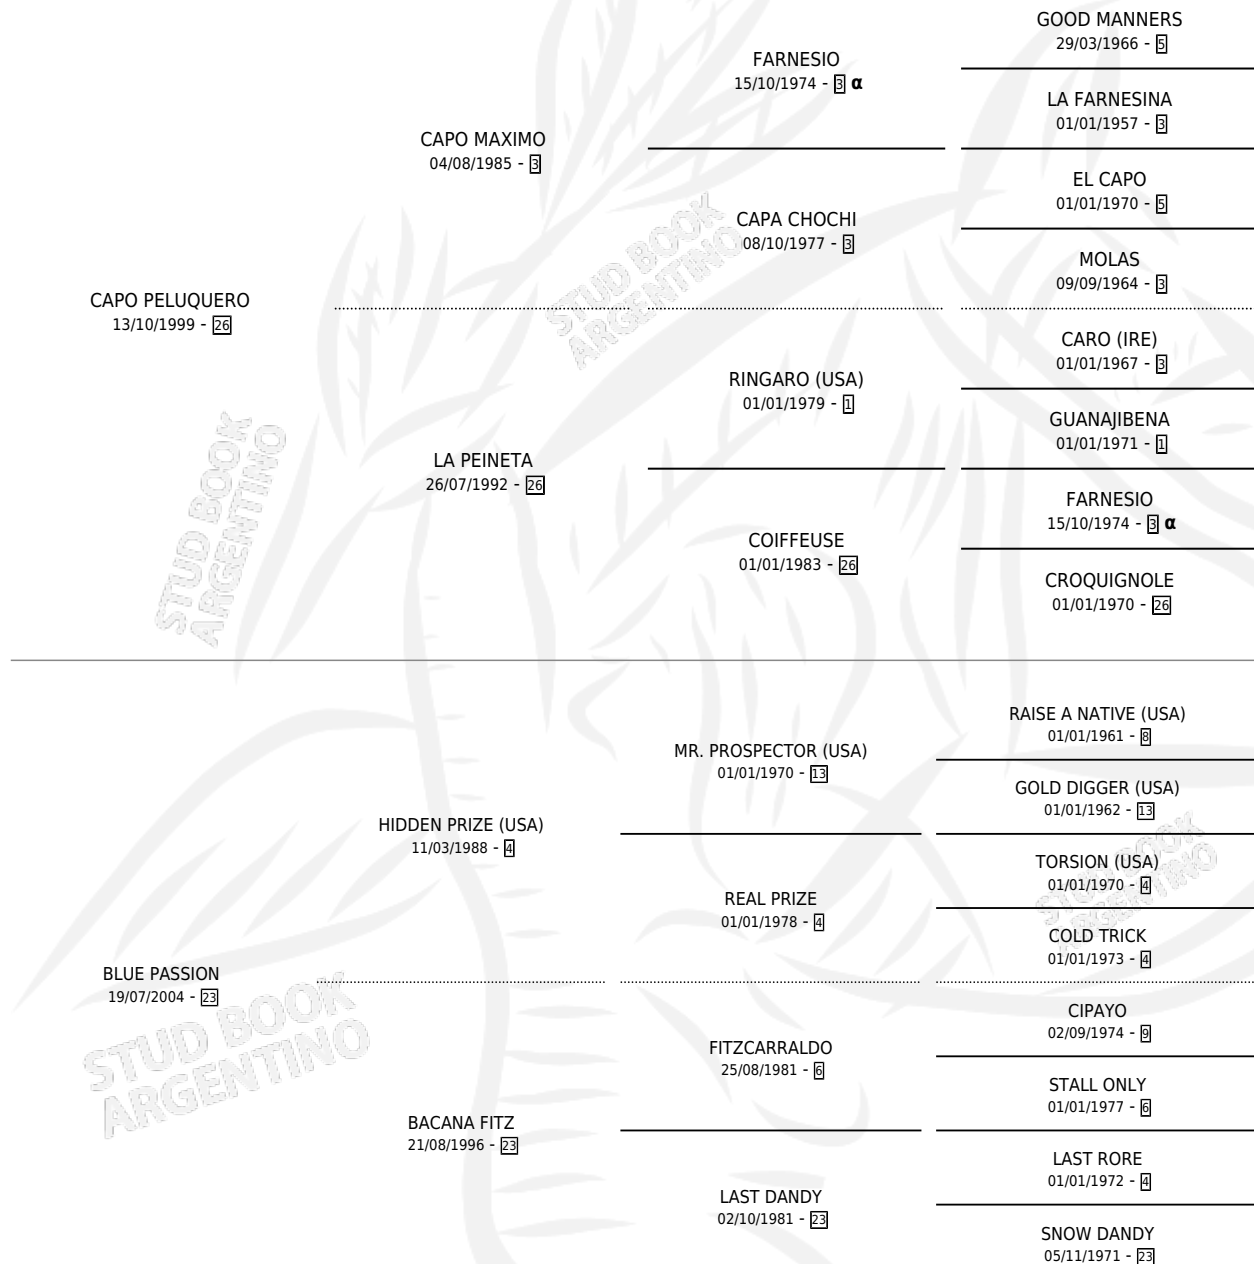 GOOD MANNERS
29/03/1966 - 5
FARNESIO
15/10/1974 - 3 α
LA FARNESINA
01/01/1957 - 3
CAPO MAXIMO
04/08/1985 - 3
EL CAPO
01/01/1970 - 5
CAPA CHOCHI
08/10/1977 - 3
MOLAS
09/09/1964 - 3
CAPO PELUQUERO
13/10/1999 - 26
CARO (IRE)
01/01/1967 - 3
RINGARO (USA)
01/01/1979 - 1
GUANAJIBENA
01/01/1971 - 1
LA PEINETA
26/07/1992 - 26
FARNESIO
15/10/1974 - 3 α
COIFFEUSE
01/01/1983 - 26
CROQUIGNOLE
01/01/1970 - 26
RAISE A NATIVE (USA)
01/01/1961 - 8
MR. PROSPECTOR (USA)
01/01/1970 - 13
GOLD DIGGER (USA)
01/01/1962 - 13
HIDDEN PRIZE (USA)
11/03/1988 - 4
TORSION (USA)
01/01/1970 - 4
REAL PRIZE
01/01/1978 - 4
COLD TRICK
01/01/1973 - 4
BLUE PASSION
19/07/2004 - 23
CIPAYO
02/09/1974 - 9
FITZCARRALDO
25/08/1981 - 6
STALL ONLY
01/01/1977 - 6
BACANA FITZ
21/08/1996 - 23
LAST RORE
01/01/1972 - 4
LAST DANDY
02/10/1981 - 23
SNOW DANDY
05/11/1971 - 23
STUD BOOK
ARGENTINO
STUD BOOK
ARGENTINO
STUD BOOK
ARGENTINO
STUD BOOK
ARGENTINO